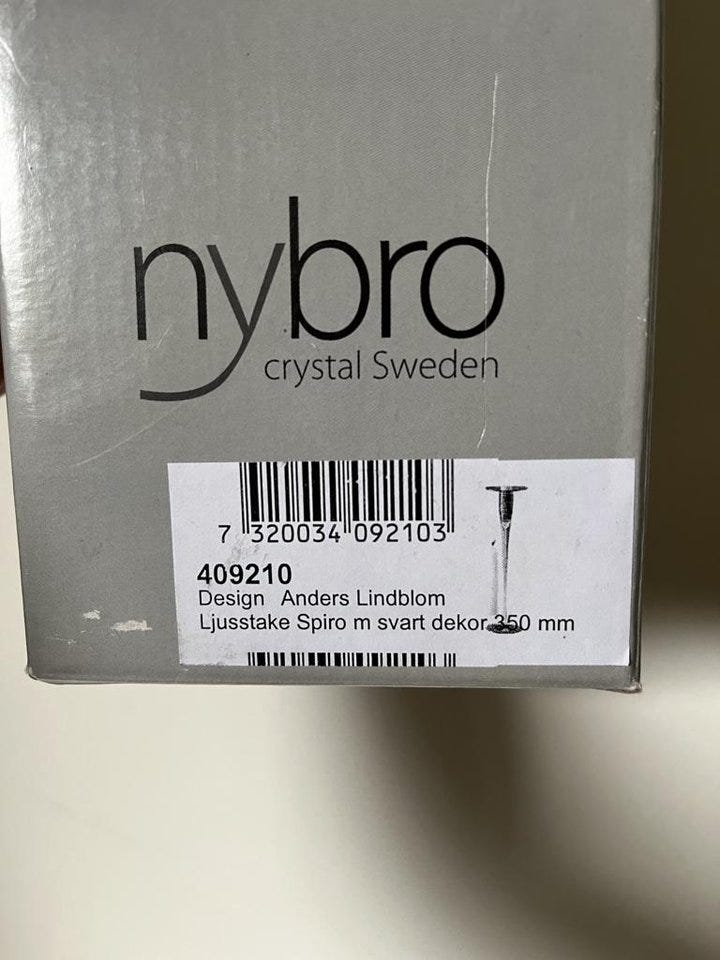 nybro
crystal Sweden
7 320034 092103
409210
Design Anders Lindblom
Ljusstake Spiro m svart dekor 350 mm